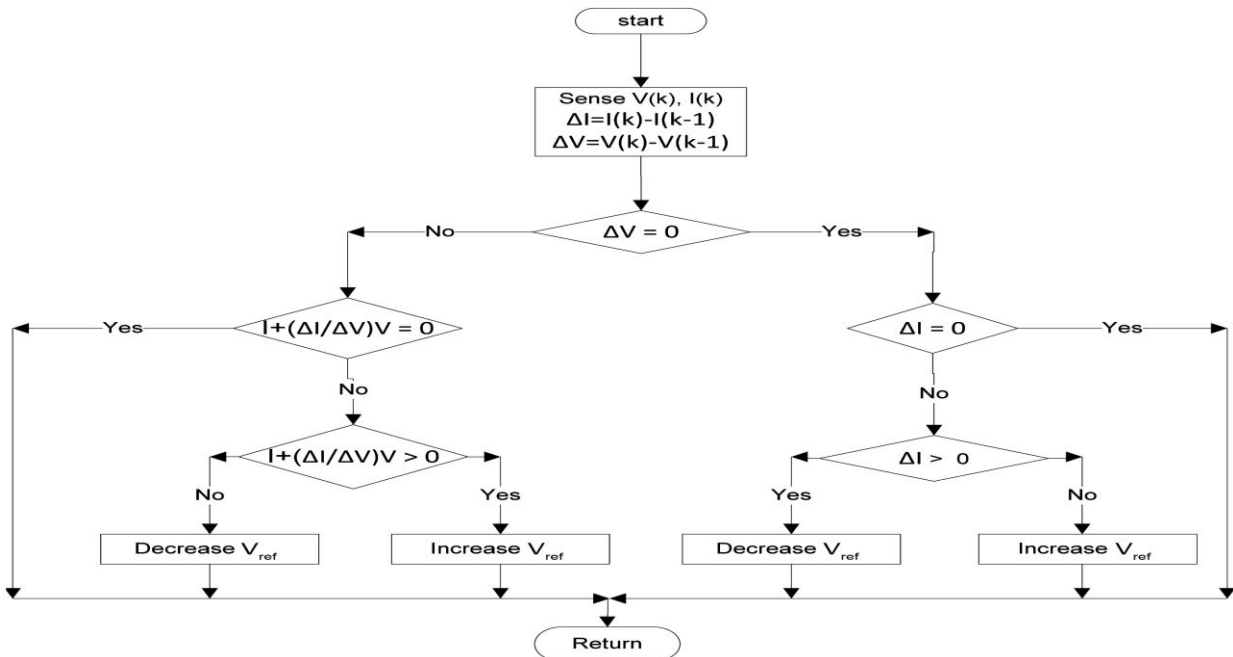 start
Sense V(k), I(k)
ΔI=I(k)-I(k-1)
ΔV=V(k)-V(k-1)
No
ΔV = 0
Yes
Yes
I+(ΔI/ΔV)V = 0
ΔI = 0
Yes
No
No
I+(ΔI/ΔV)V > 0
ΔI > 0
No
Yes
Yes
No
Decrease Vref
Increase Vref
Decrease Vref
Increase Vref
Return